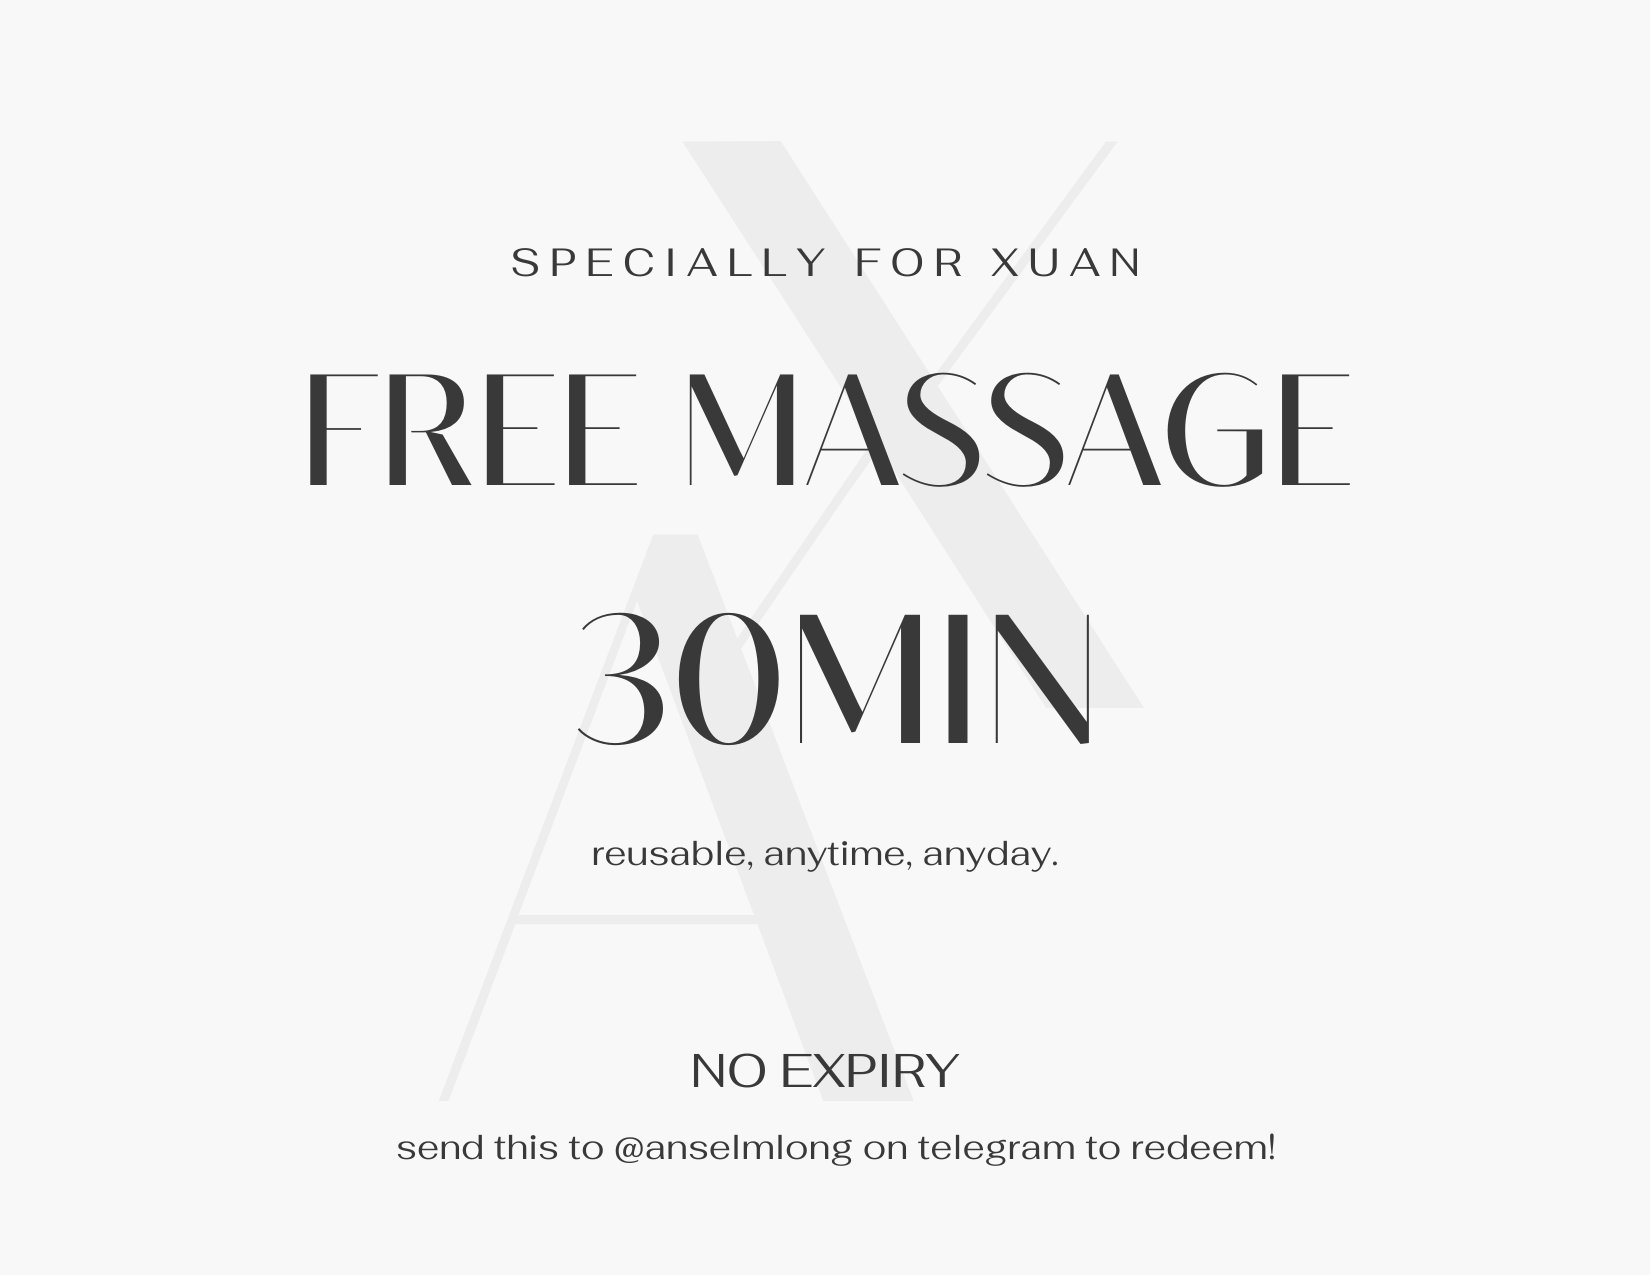 SPECIALLY FOR XUAN
FREE MASSAGE
30MIN
reusable, anytime, anyday.
NO EXPIRY
send this to @anselmlong on telegram to redeem!
X
A